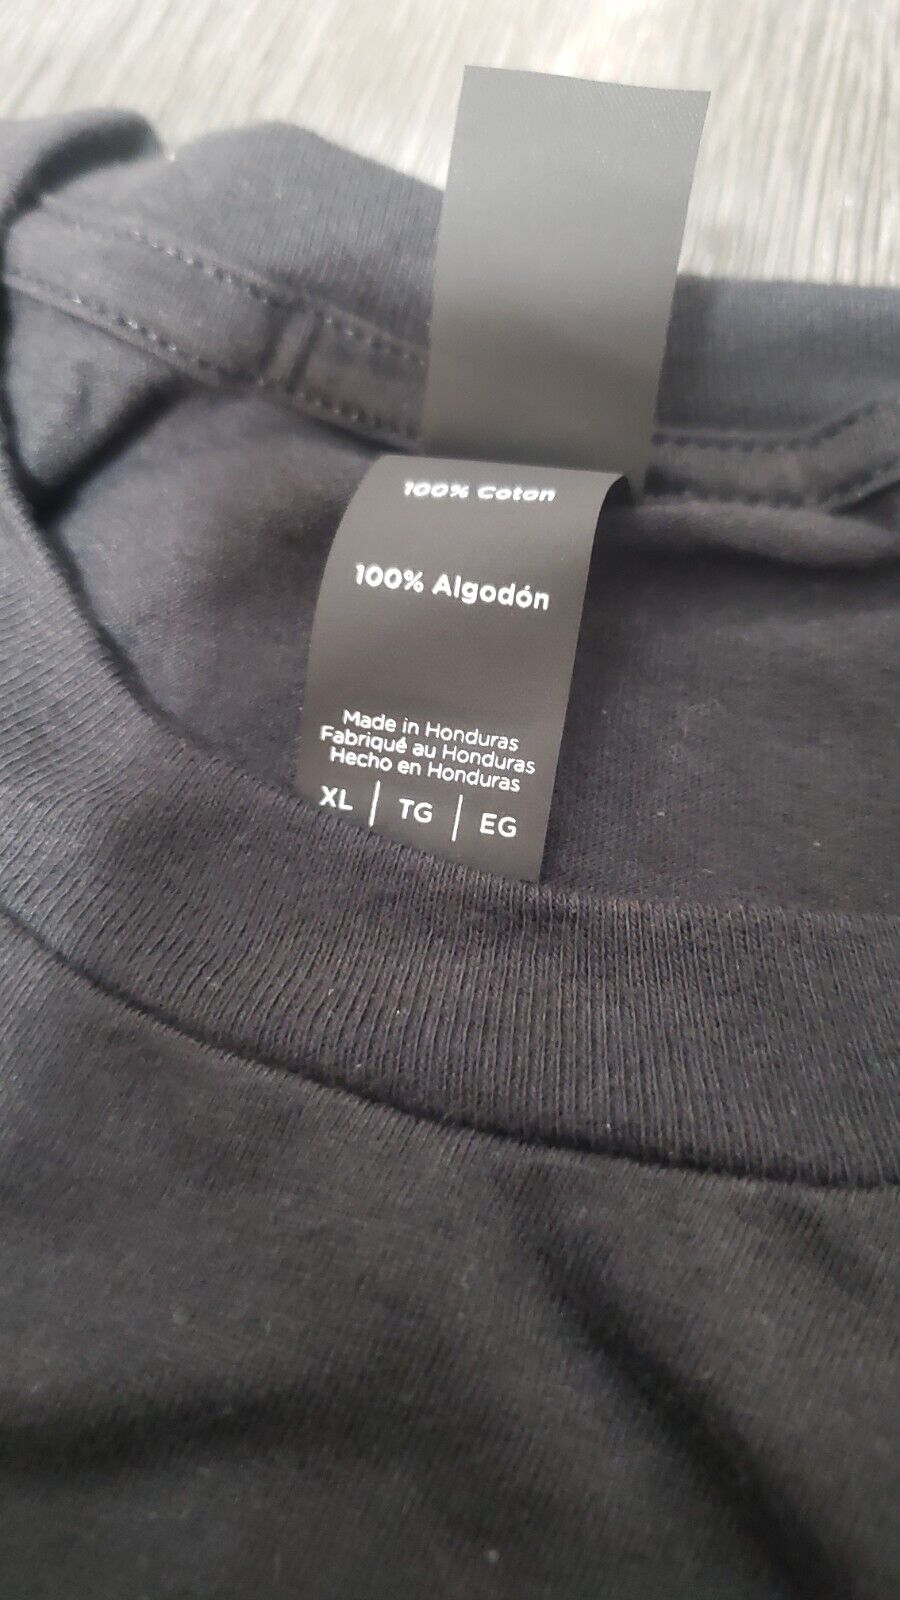 100% Coton
100% Algodón
Made in Honduras
Fabriqué au Honduras
Hecho en Honduras
XL | TG | EG